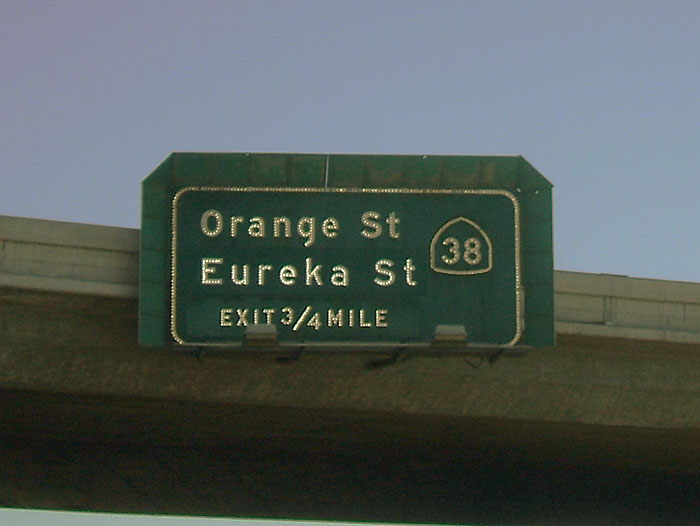 Orange St
38
Eureka St
EXIT 3/4 MILE